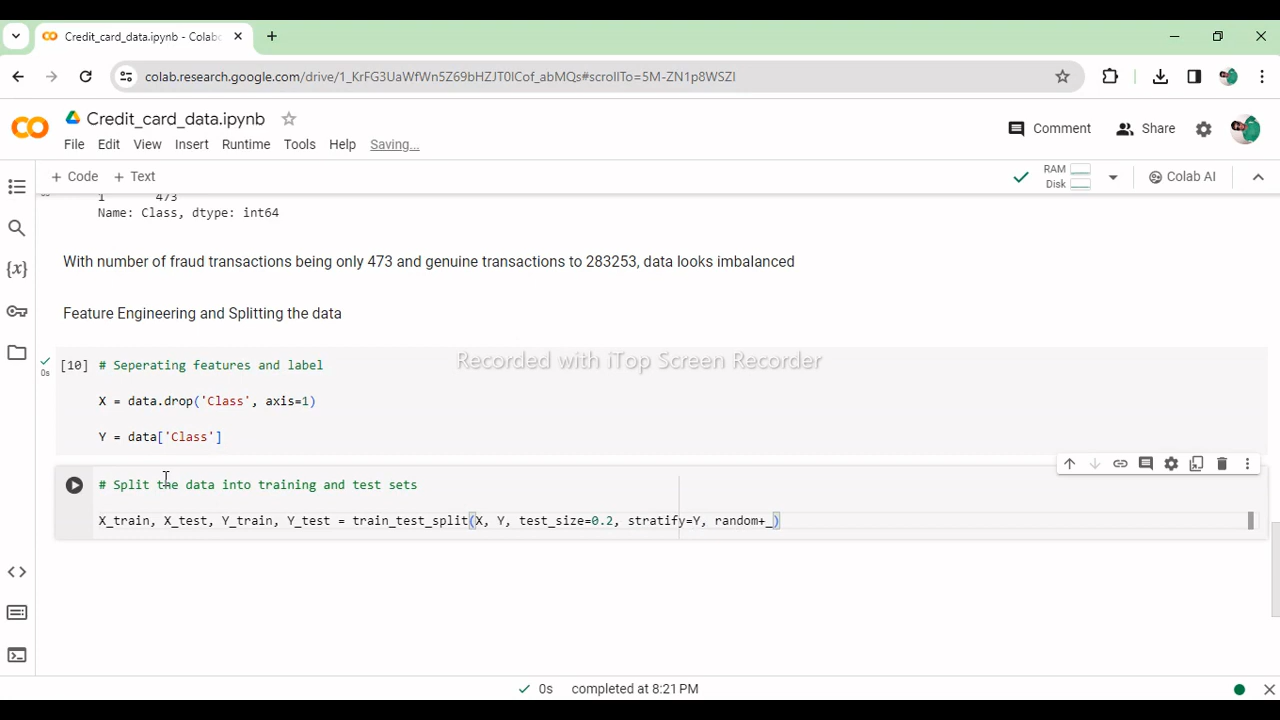 Credit_card_data.ipynb - Colab
colab.research.google.com/drive/1_KrFG3UaWfWn5Z69bHZJT0ICof_abMQs#scrollTo=5M-ZN1p8WSZI
Credit_card_data.ipynb
Comment
Share
File Edit View Insert Runtime Tools Help Saving...
+ Code + Text
RAM
Disk
Colab AI
1 473
Name: Class, dtype: int64
With number of fraud transactions being only 473 and genuine transactions to 283253, data looks imbalanced
Feature Engineering and Splitting the data
[10] # Seperating features and label
0s
Recorded with iTop Screen Recorder
X = data.drop('Class', axis=1)
Y = data['Class']
# Split the data into training and test sets
X_train, X_test, Y_train, Y_test = train_test_split(X, Y, test_size=0.2, stratify=Y, random+_)
0s completed at 8:21 PM